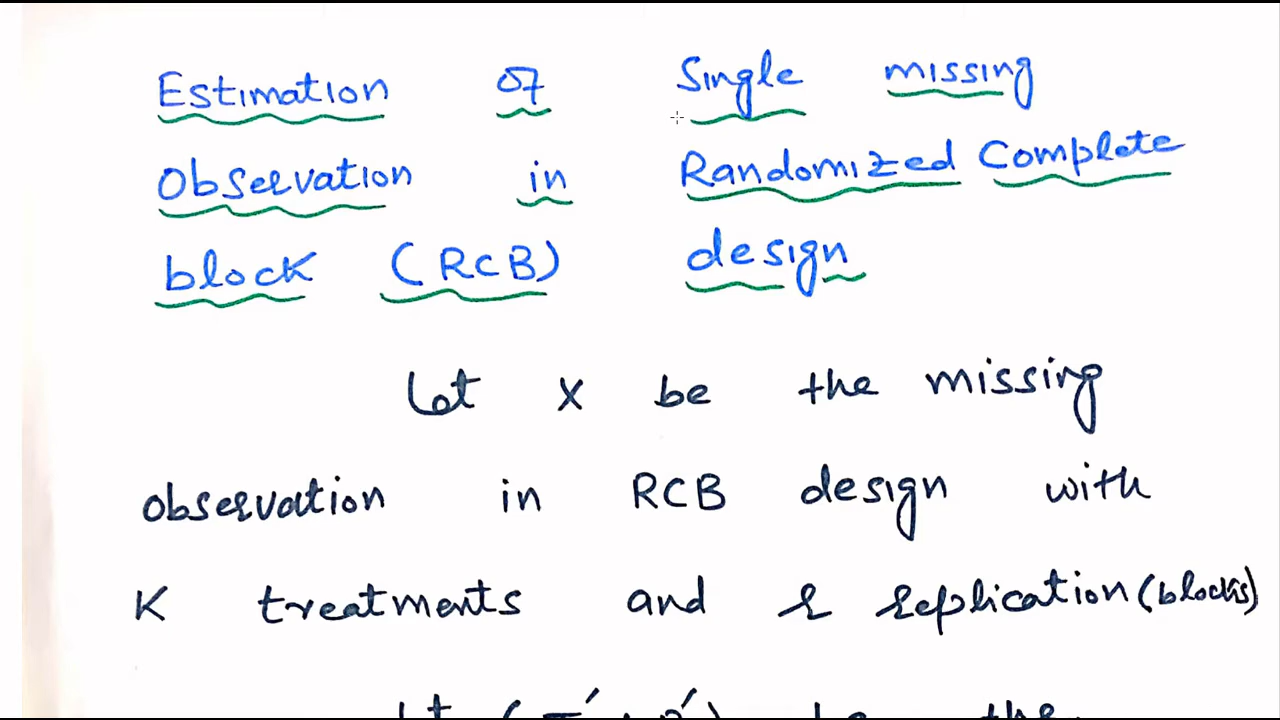 Estimation of Single missing
Observation in Randomized Complete
block (RCB) design
Let X be the missing
observation in RCB design with
K treatments and r replication (blocks)